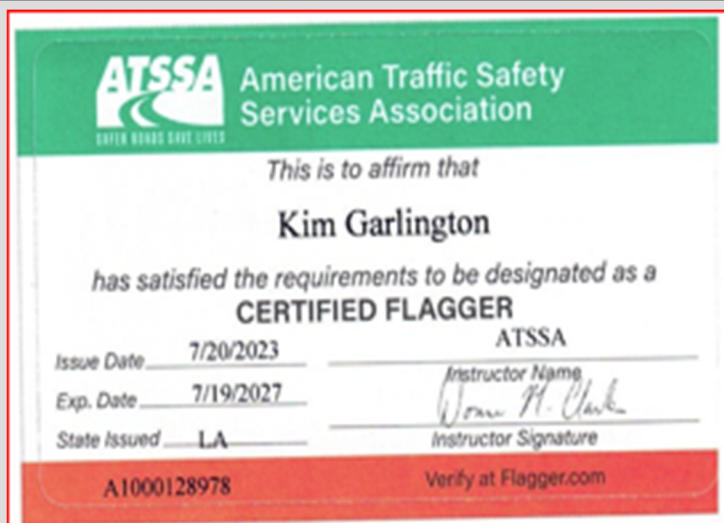 ATSSA
SAFER ROADS SAVE LIVES
American Traffic Safety
Services Association
This is to affirm that
Kim Garlington
has satisfied the requirements to be designated as a
CERTIFIED FLAGGER
Issue Date 7/20/2023
ATSSA
Instructor Name
Exp. Date 7/19/2027
State Issued LA
Instructor Signature
A1000128978
Verify at Flagger.com